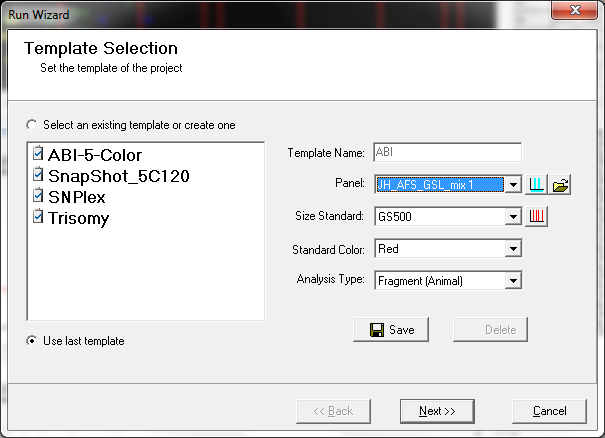 Run Wizard
Template Selection
Set the template of the project
Select an existing template or create one
ABI-5-Color
SnapShot_5C120
SNPlex
Trisomy
Use last template
Template Name: ABI
Panel: JH_AFS_GSL_mix 1
Size Standard: GS500
Standard Color: Red
Analysis Type: Fragment (Animal)
Save Delete
<< Back Next >> Cancel